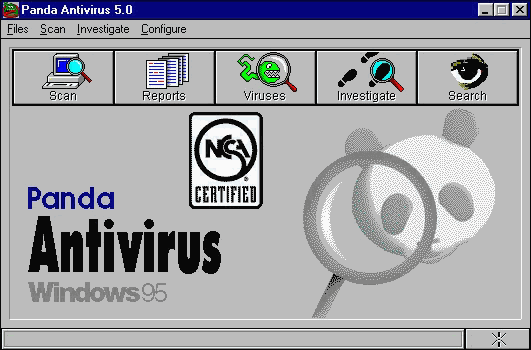 Panda Antivirus 5.0
Files Scan Investigate Configure
Scan Reports Viruses Investigate Search
NCSA
CERTIFIED
Panda
Antivirus
Windows95